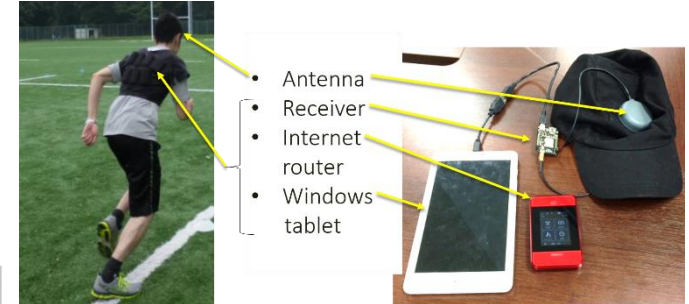 • Antenna
• Receiver
• Internet
router
• Windows
tablet